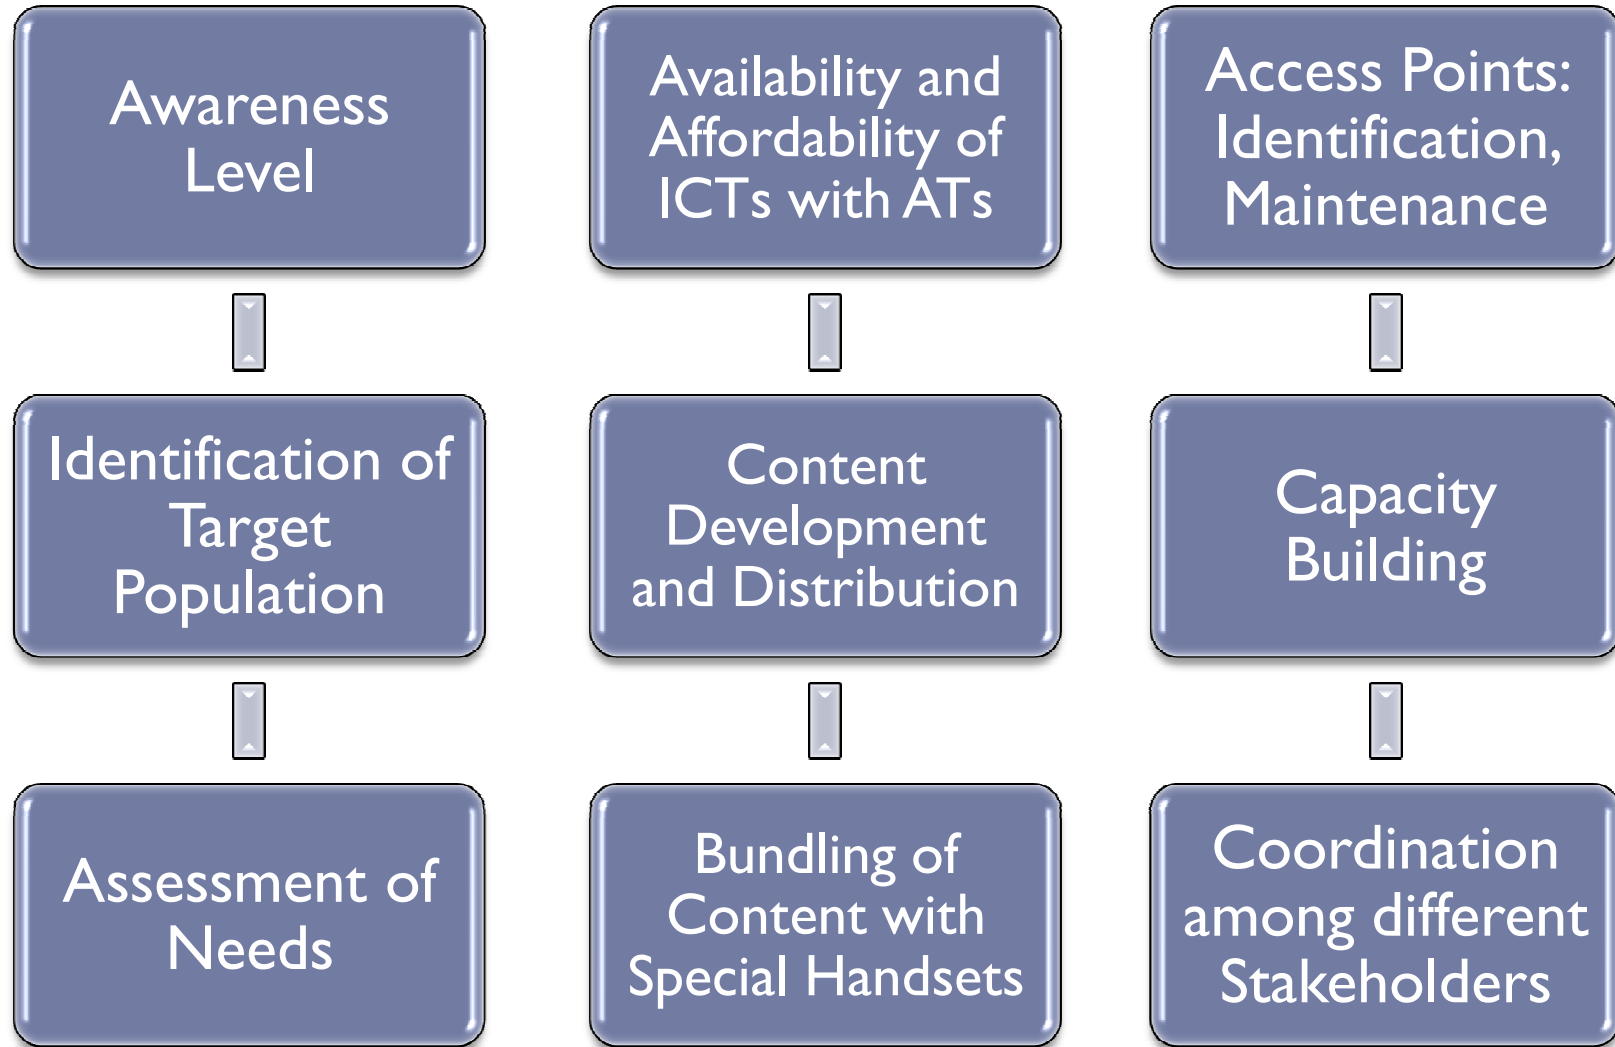 Awareness
Level
Identification of
Target
Population
Assessment of
Needs
Availability and
Affordability of
ICTs with ATs
Content
Development
and Distribution
Bundling of
Content with
Special Handsets
Access Points:
Identification,
Maintenance
Capacity
Building
Coordination
among different
Stakeholders